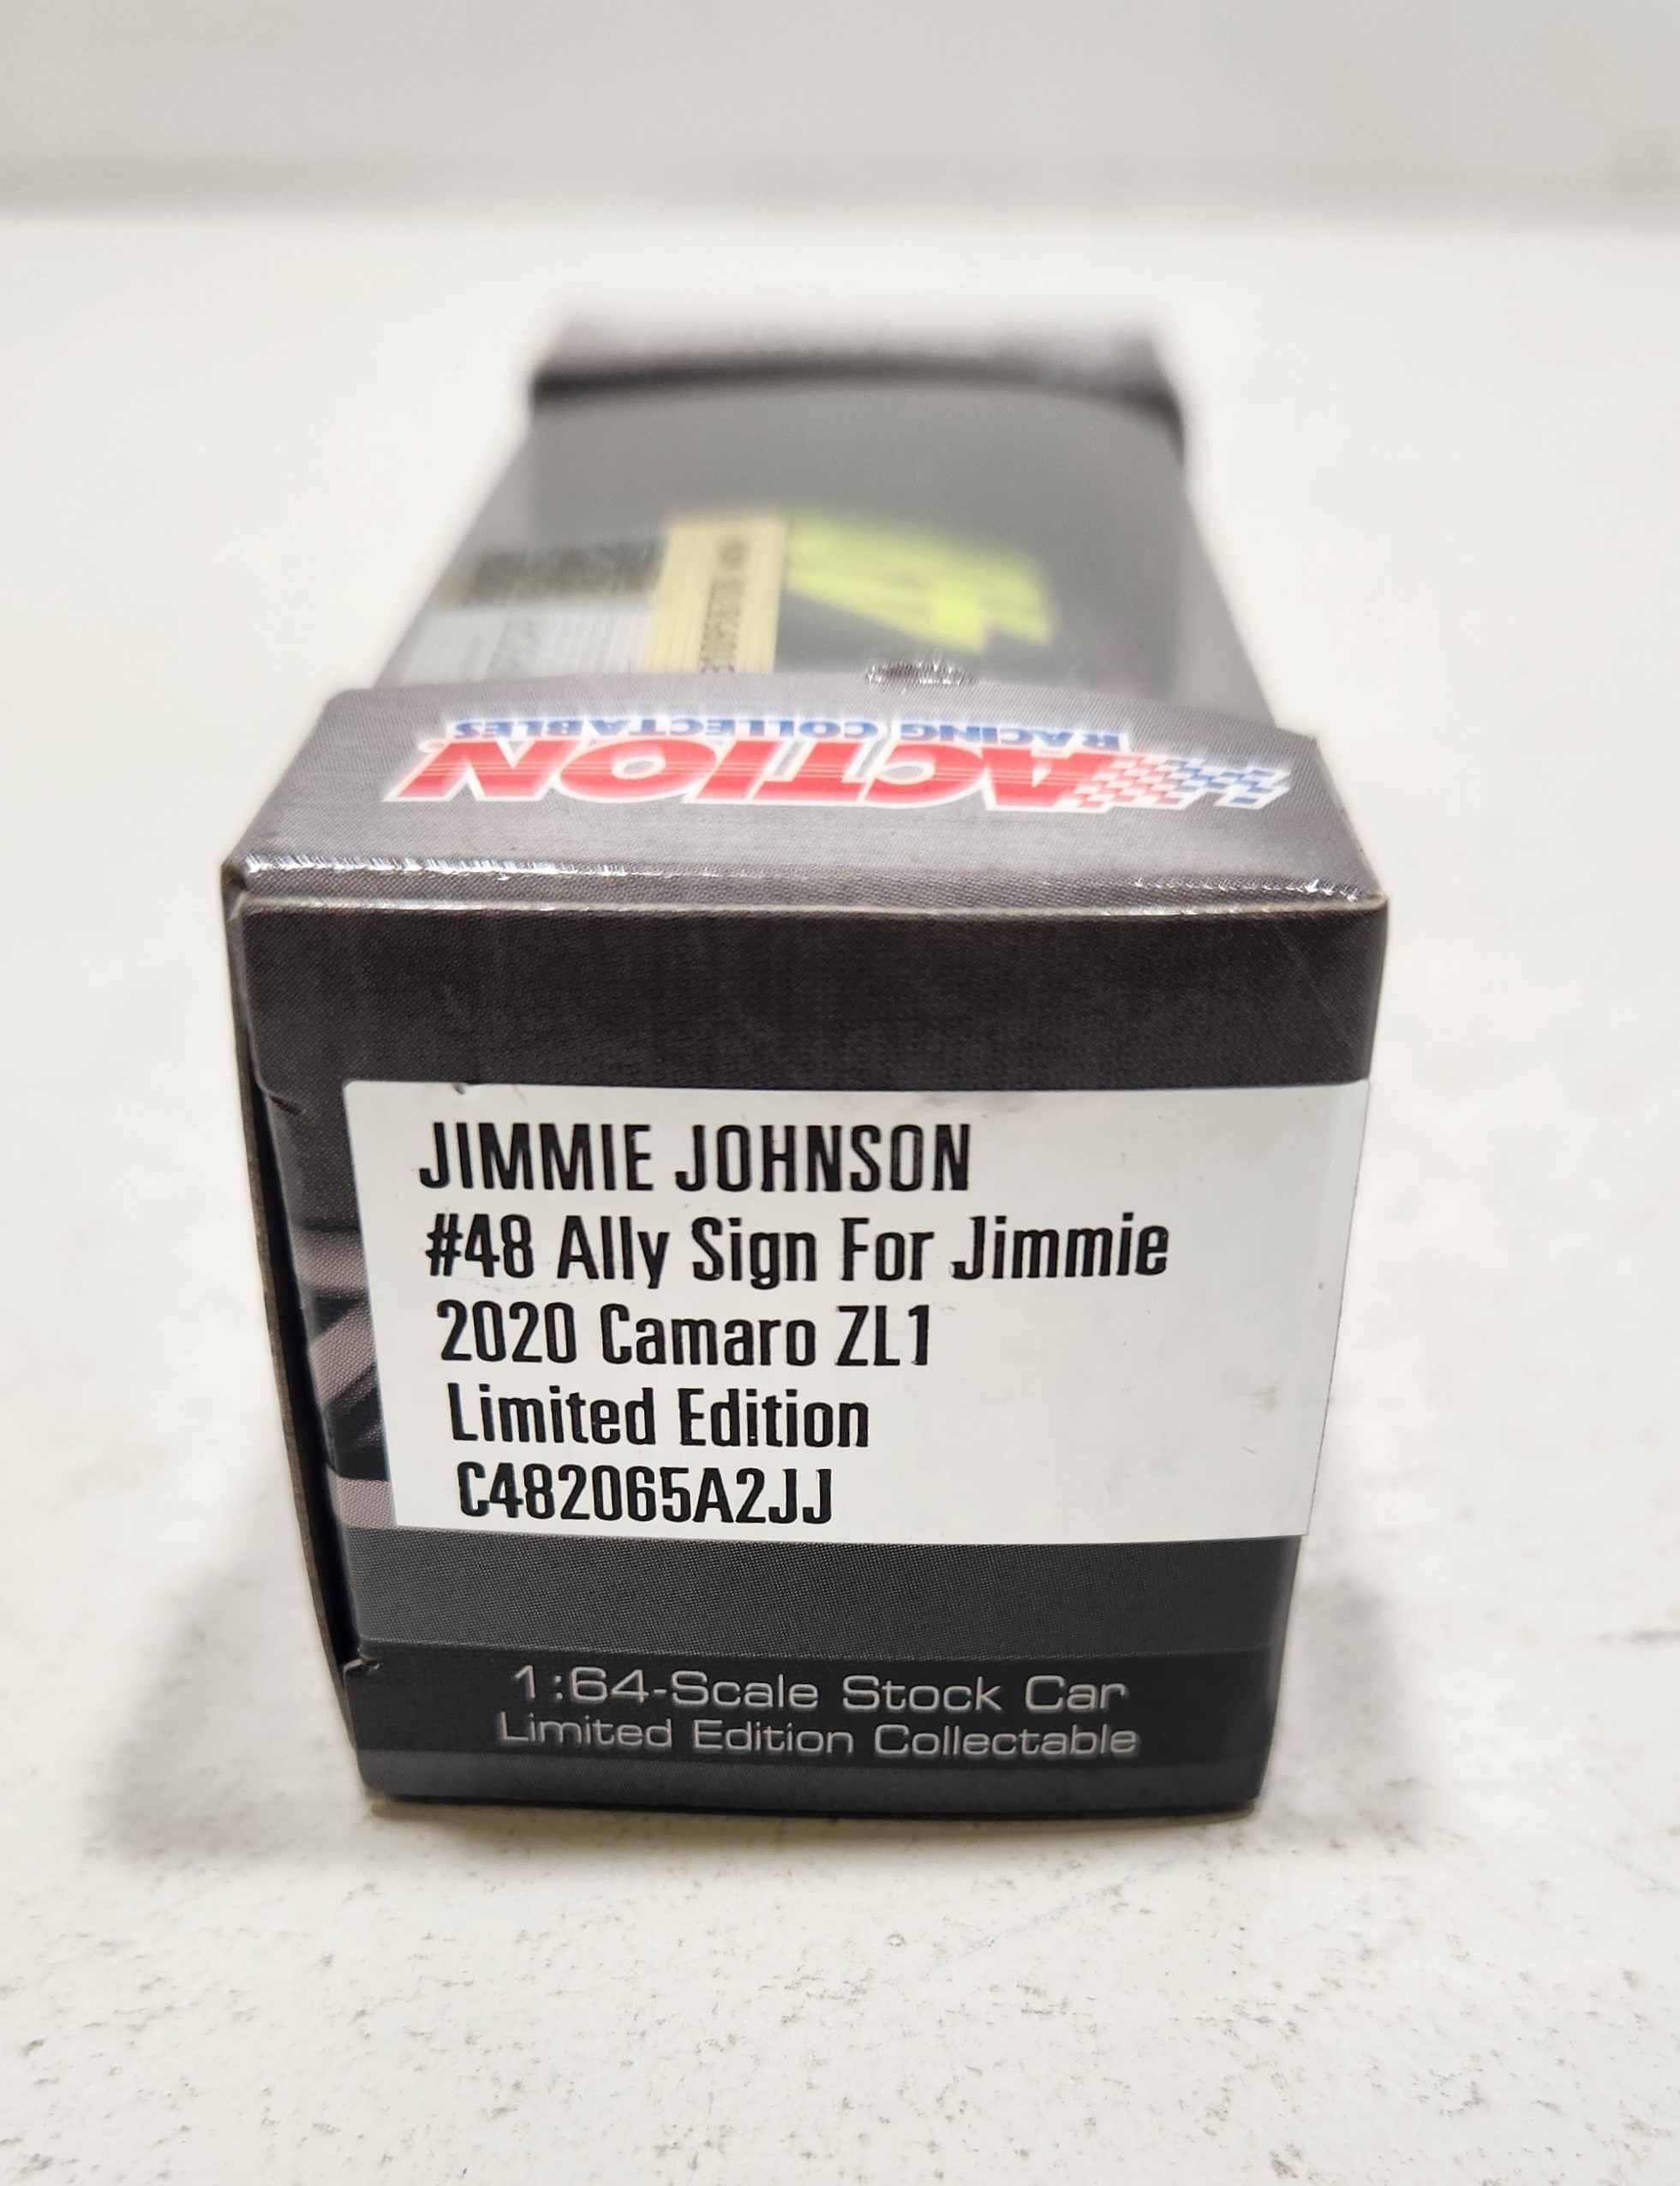 ACTION
RACING COLLECTABLES
JIMMIE JOHNSON
#48 Ally Sign For Jimmie
2020 Camaro ZL1
Limited Edition
C482065A2JJ
1:64-Scale Stock Car
Limited Edition Collectable